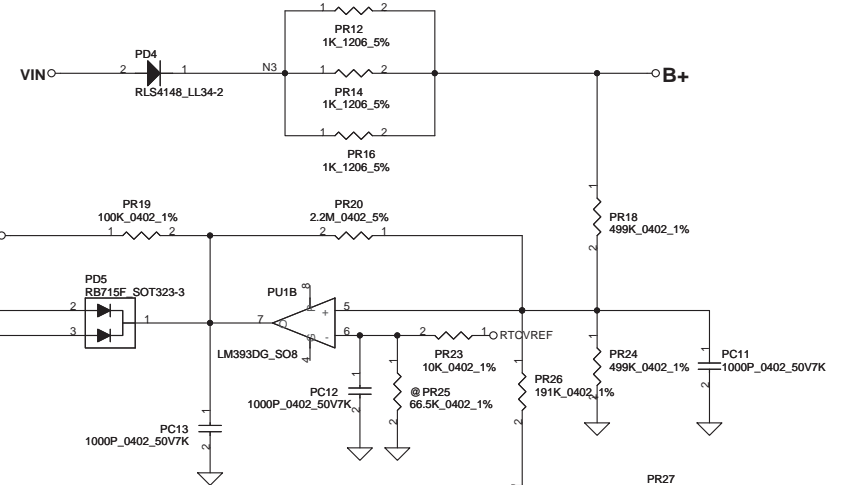 1 2
PR12
1K_1206_5%
PD4
VIN 2 1 N3 1 2 B+
RLS4148_LL34-2
PR14
1K_1206_5%
1 2
PR16
1K_1206_5%
1
PR18
499K_0402_1%
2
PR19
100K_0402_1%
1 2
PR20
2.2M_0402_5%
2 1
PD5
RB715F_SOT323-3
2
3
1
PU1B
8
P
+
5
7
O
-
6
G
4
LM393DG_SO8
2 1
RTCVREF
PR23
10K_0402_1%
1
PC12
1000P_0402_50V7K
2
1
@ PR25
66.5K_0402_1%
2
1
PR26
191K_0402_1%
2
1
PR24
499K_0402_1%
2
1
PC11
1000P_0402_50V7K
2
1
PC13
1000P_0402_50V7K
2
PR27